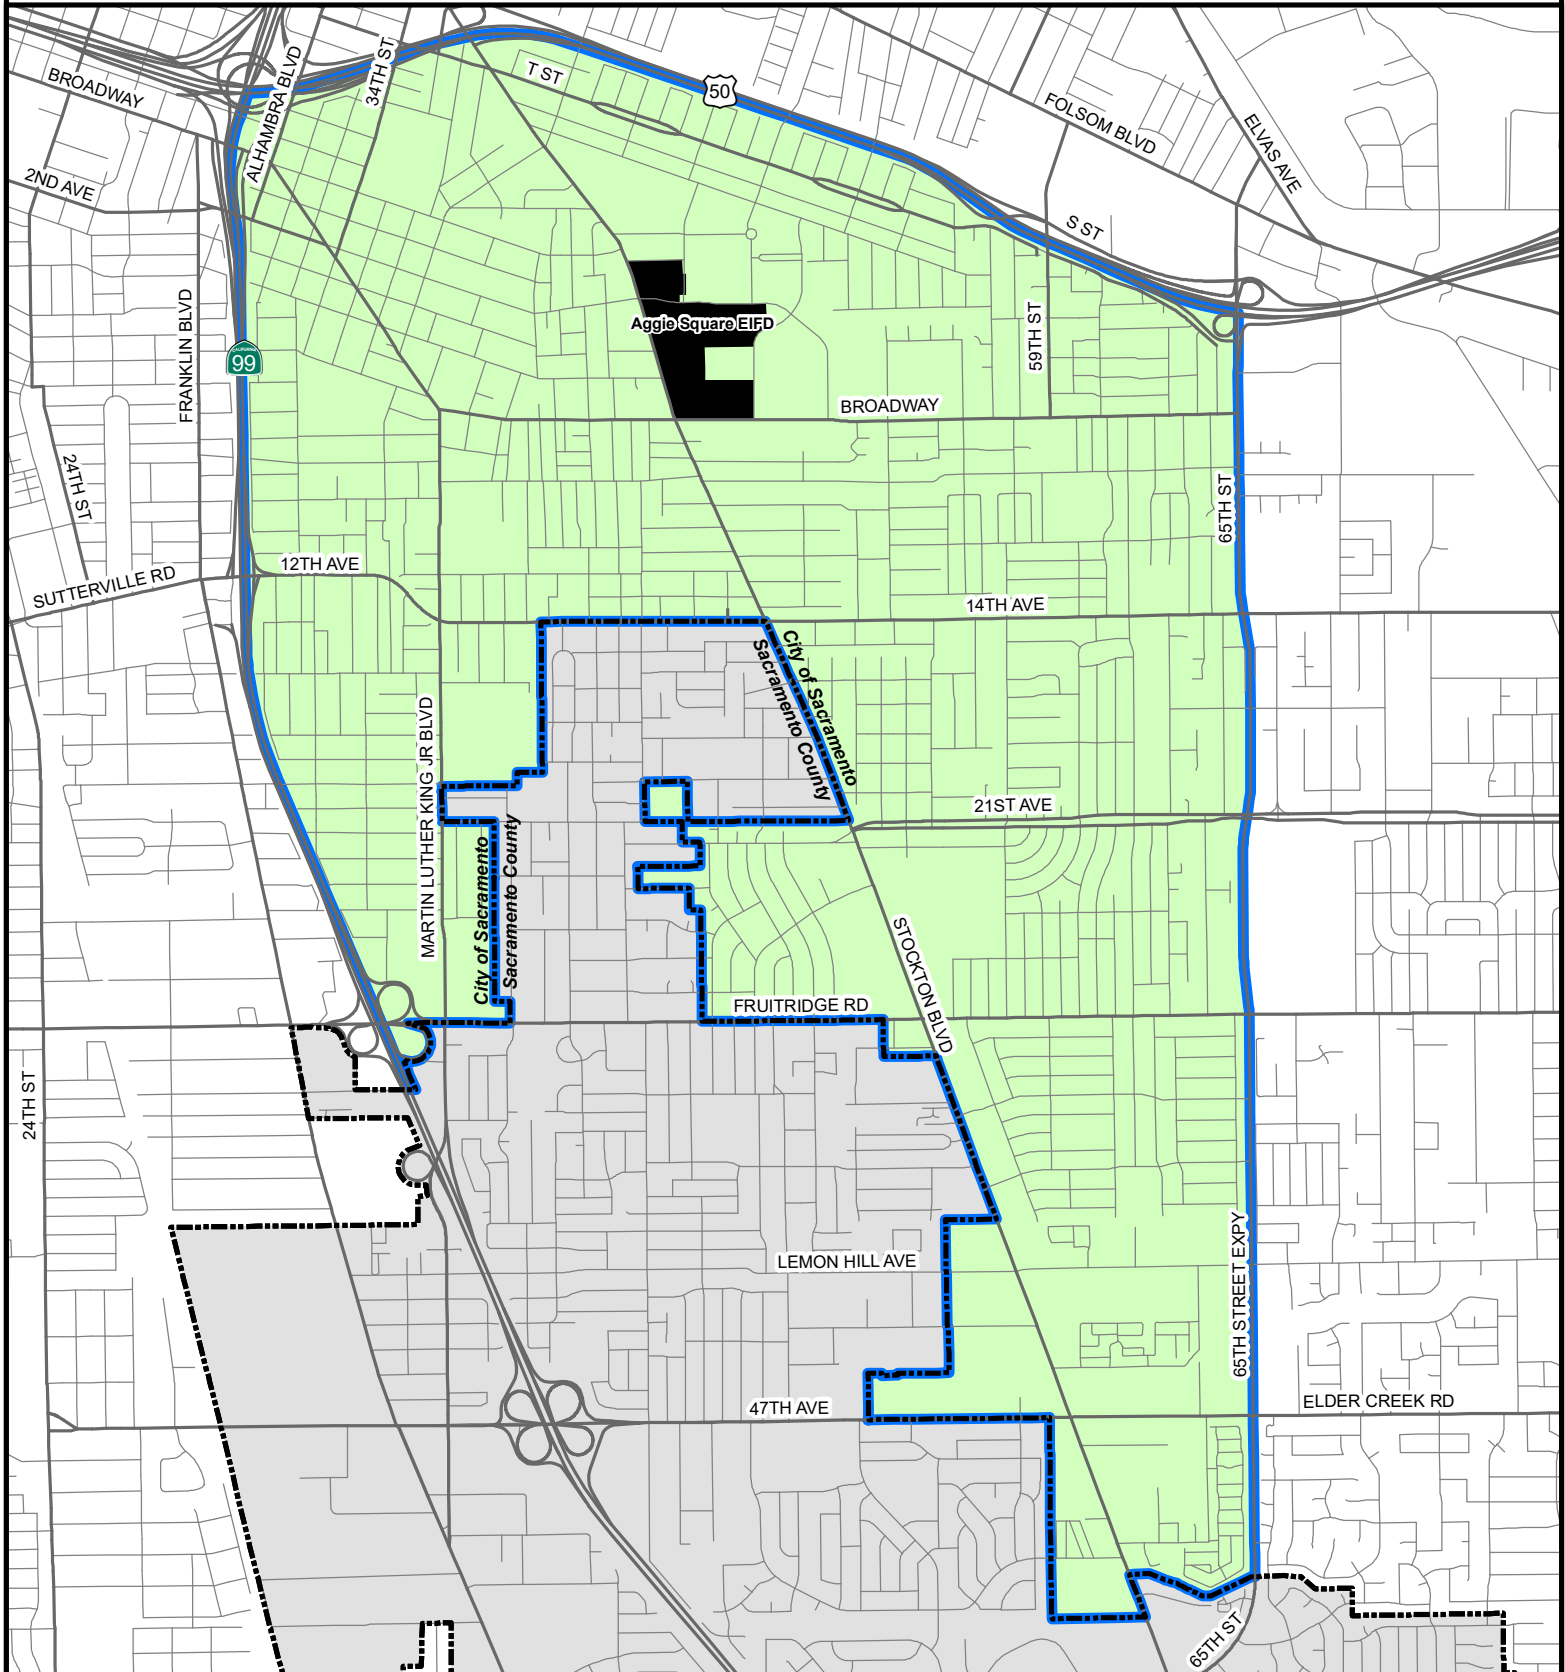 BROADWAY
ALHAMBRA BLVD
34TH ST
T ST
50
FOLSOM BLVD
ELVAS AVE
2ND AVE
S ST
FRANKLIN BLVD
CALIFORNIA
99
Aggie Square EIFD
59TH ST
BROADWAY
24TH ST
65TH ST
12TH AVE
SUTTERVILLE RD
14TH AVE
City of Sacramento
Sacramento County
MARTIN LUTHER KING JR BLVD
21ST AVE
City of Sacramento
Sacramento County
STOCKTON BLVD
FRUITRIDGE RD
24TH ST
LEMON HILL AVE
65TH STREET EXPY
47TH AVE
ELDER CREEK RD
65TH ST